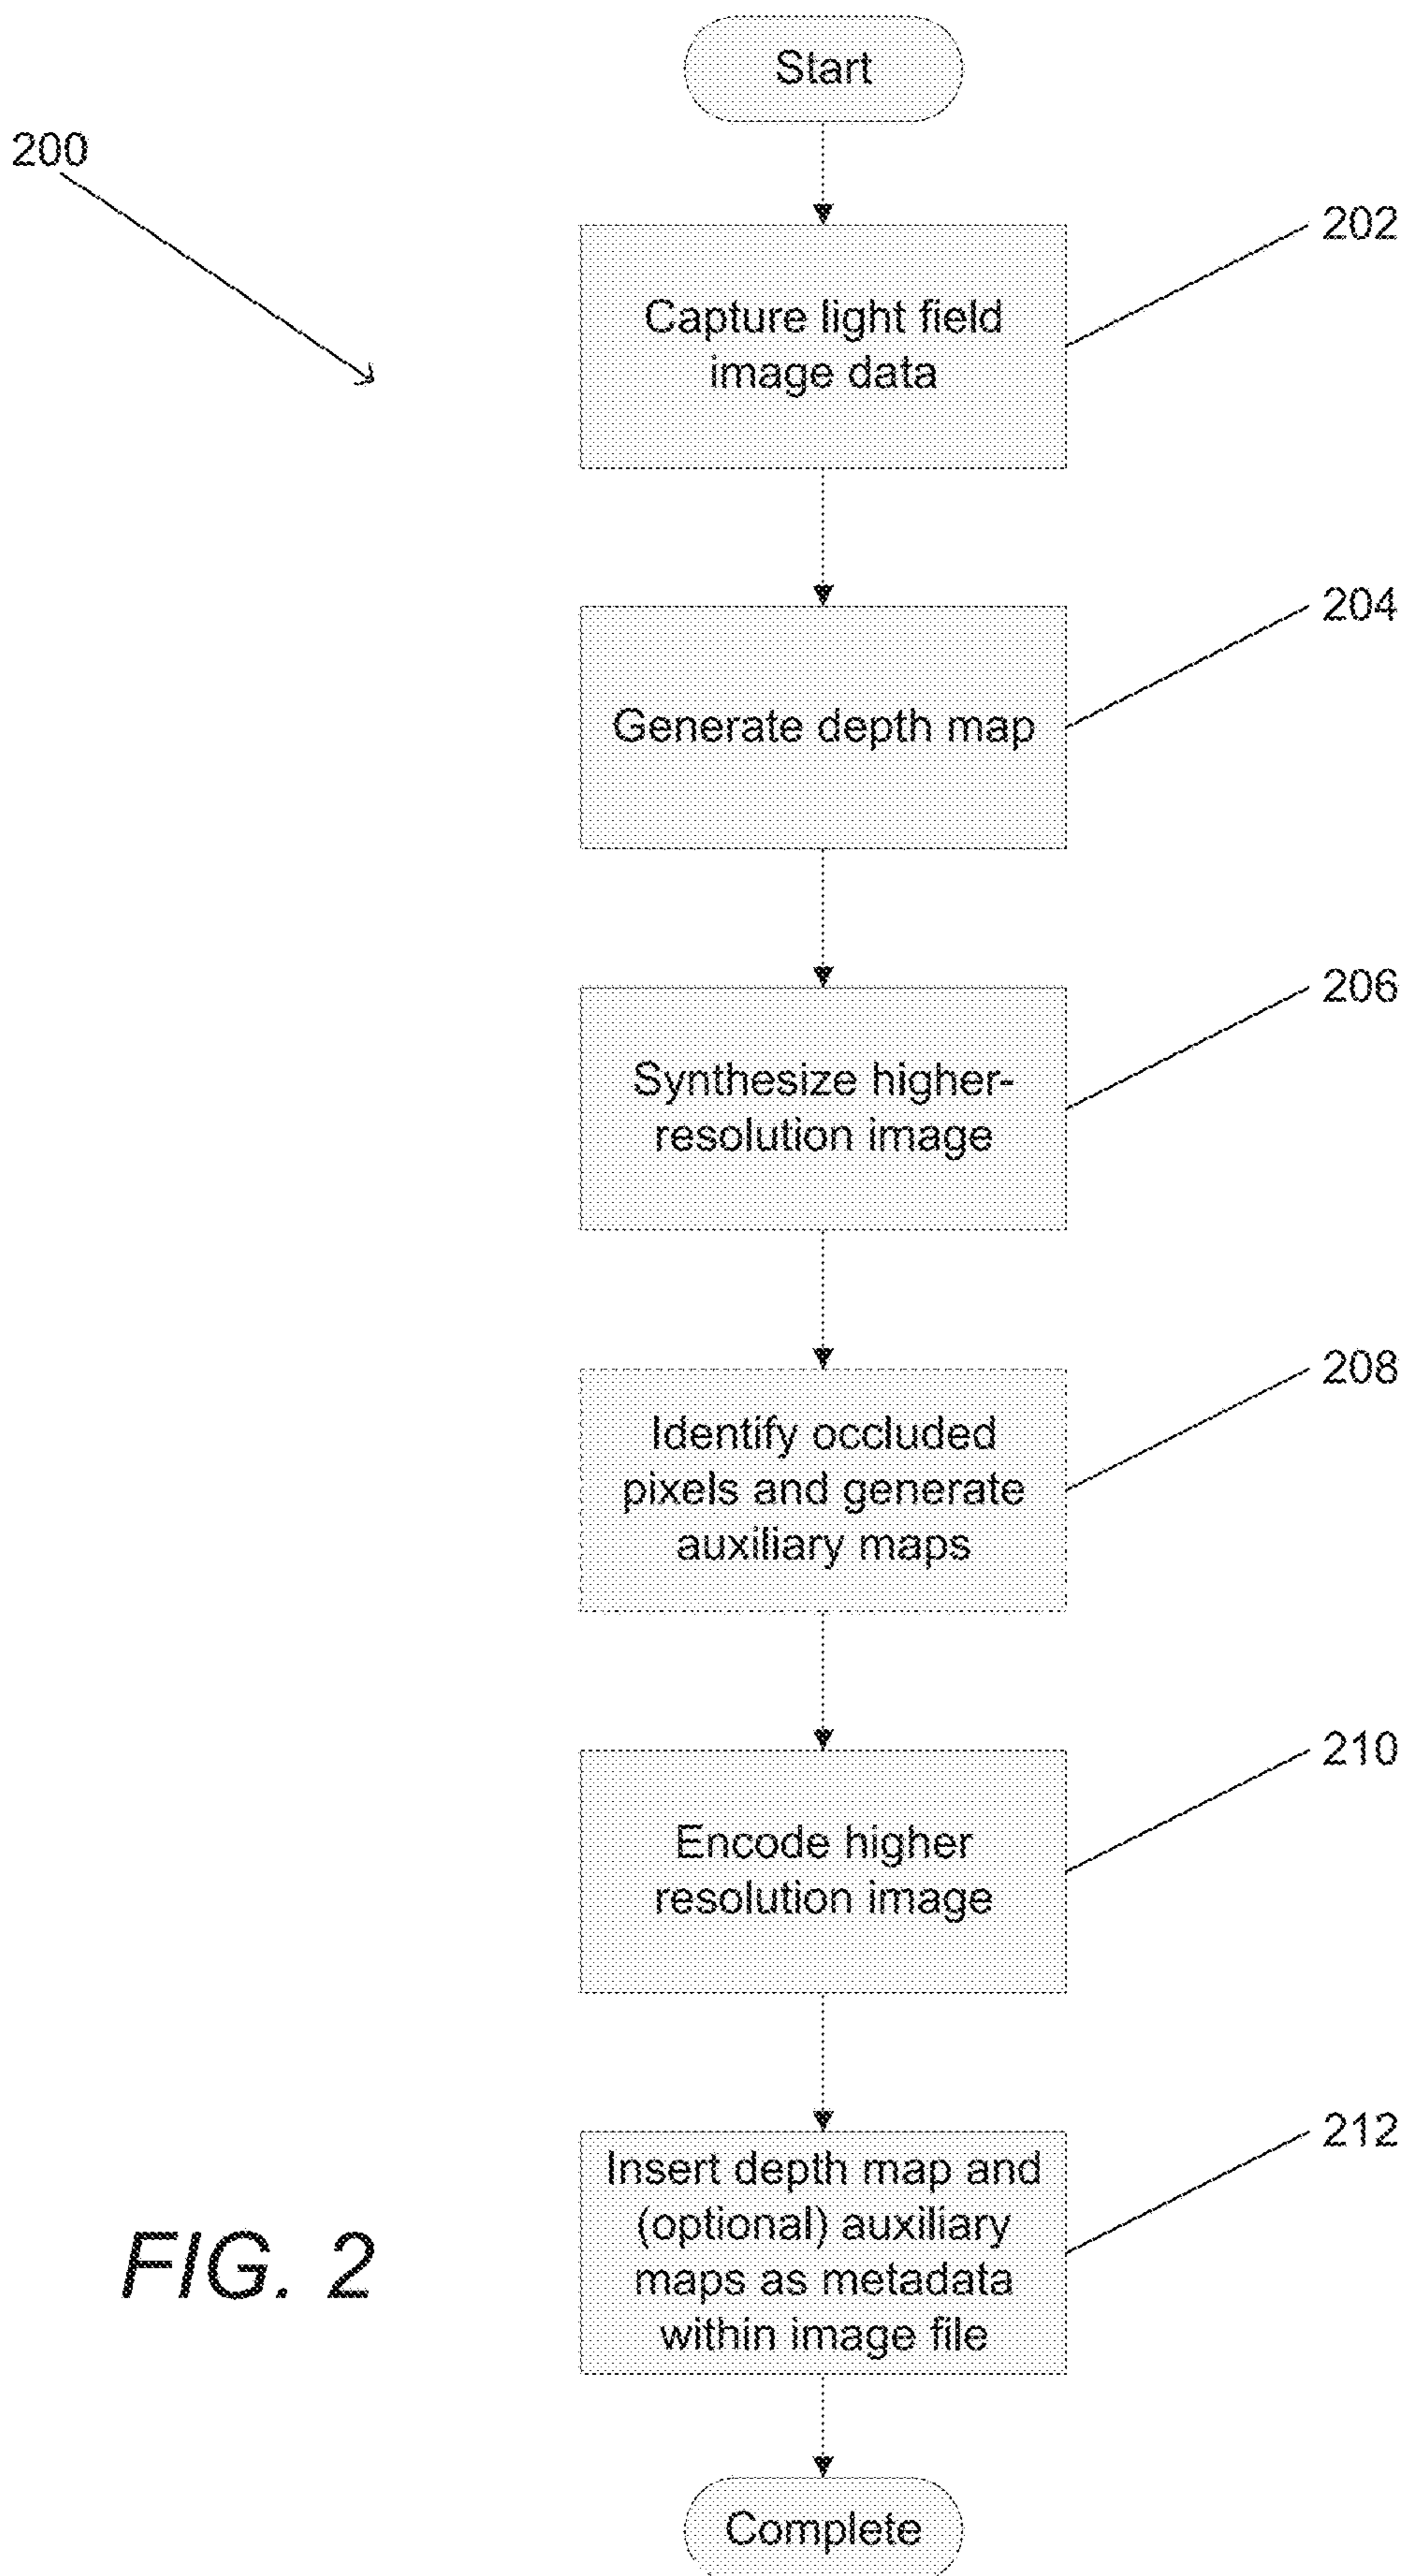 Start
200
202
Capture light field
image data
204
Generate depth map
206
Synthesize higher-
resolution image
208
Identify occluded
pixels and generate
auxiliary maps
210
Encode higher
resolution image
212
Insert depth map and
(optional) auxiliary
maps as metadata
within image file
FIG. 2
Complete